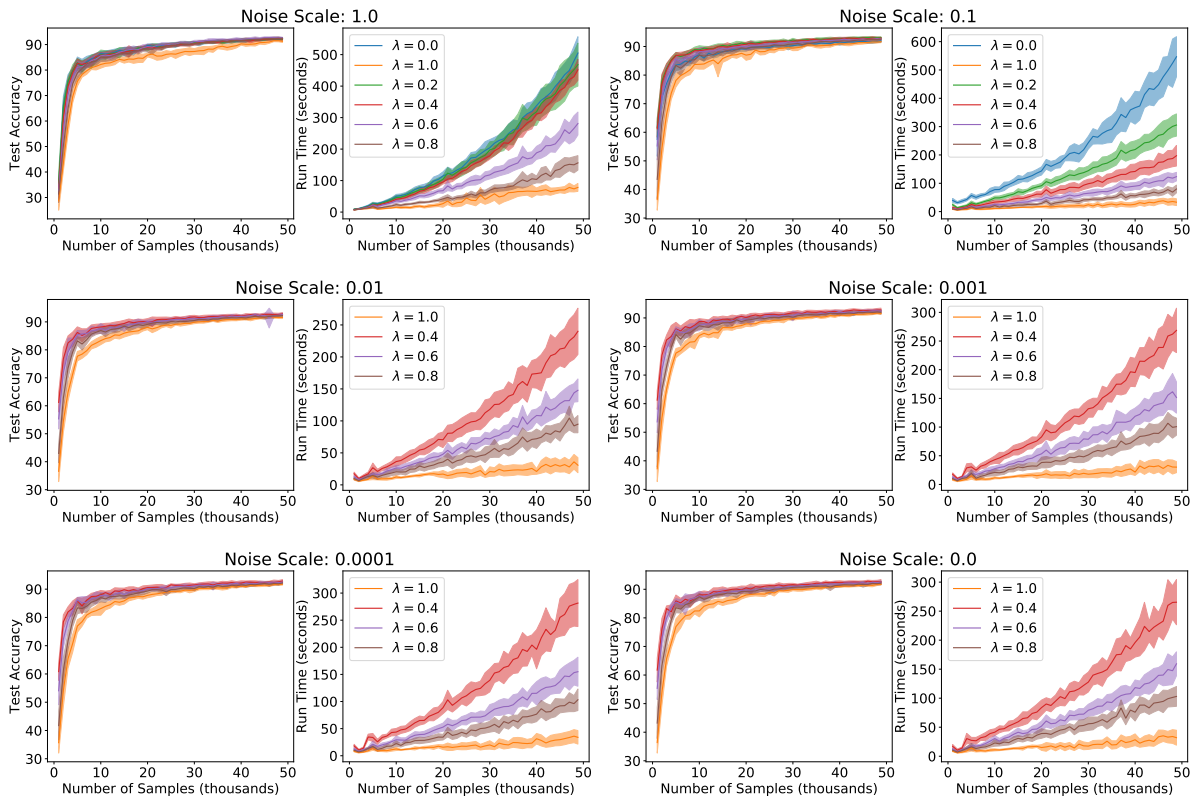 Noise Scale: 1.0
Test Accuracy
90
80
70
60
50
40
30
0 10 20 30 40 50
Number of Samples (thousands)
Run Time (seconds)
500
400
300
200
100
0
λ = 0.0
λ = 1.0
λ = 0.2
λ = 0.4
λ = 0.6
λ = 0.8
0 10 20 30 40 50
Number of Samples (thousands)
Noise Scale: 0.1
Test Accuracy
90
80
70
60
50
40
30
0 10 20 30 40 50
Number of Samples (thousands)
Run Time (seconds)
600
500
400
300
200
100
0
λ = 0.0
λ = 1.0
λ = 0.2
λ = 0.4
λ = 0.6
λ = 0.8
0 10 20 30 40 50
Number of Samples (thousands)
Noise Scale: 0.01
Test Accuracy
90
80
70
60
50
40
30
0 10 20 30 40 50
Number of Samples (thousands)
Run Time (seconds)
250
200
150
100
50
0
λ = 1.0
λ = 0.4
λ = 0.6
λ = 0.8
0 10 20 30 40 50
Number of Samples (thousands)
Noise Scale: 0.001
Test Accuracy
90
80
70
60
50
40
30
0 10 20 30 40 50
Number of Samples (thousands)
Run Time (seconds)
300
250
200
150
100
50
0
λ = 1.0
λ = 0.4
λ = 0.6
λ = 0.8
0 10 20 30 40 50
Number of Samples (thousands)
Noise Scale: 0.0001
Test Accuracy
90
80
70
60
50
40
30
0 10 20 30 40 50
Number of Samples (thousands)
Run Time (seconds)
300
250
200
150
100
50
0
λ = 1.0
λ = 0.4
λ = 0.6
λ = 0.8
0 10 20 30 40 50
Number of Samples (thousands)
Noise Scale: 0.0
Test Accuracy
90
80
70
60
50
40
30
0 10 20 30 40 50
Number of Samples (thousands)
Run Time (seconds)
300
250
200
150
100
50
0
λ = 1.0
λ = 0.4
λ = 0.6
λ = 0.8
0 10 20 30 40 50
Number of Samples (thousands)